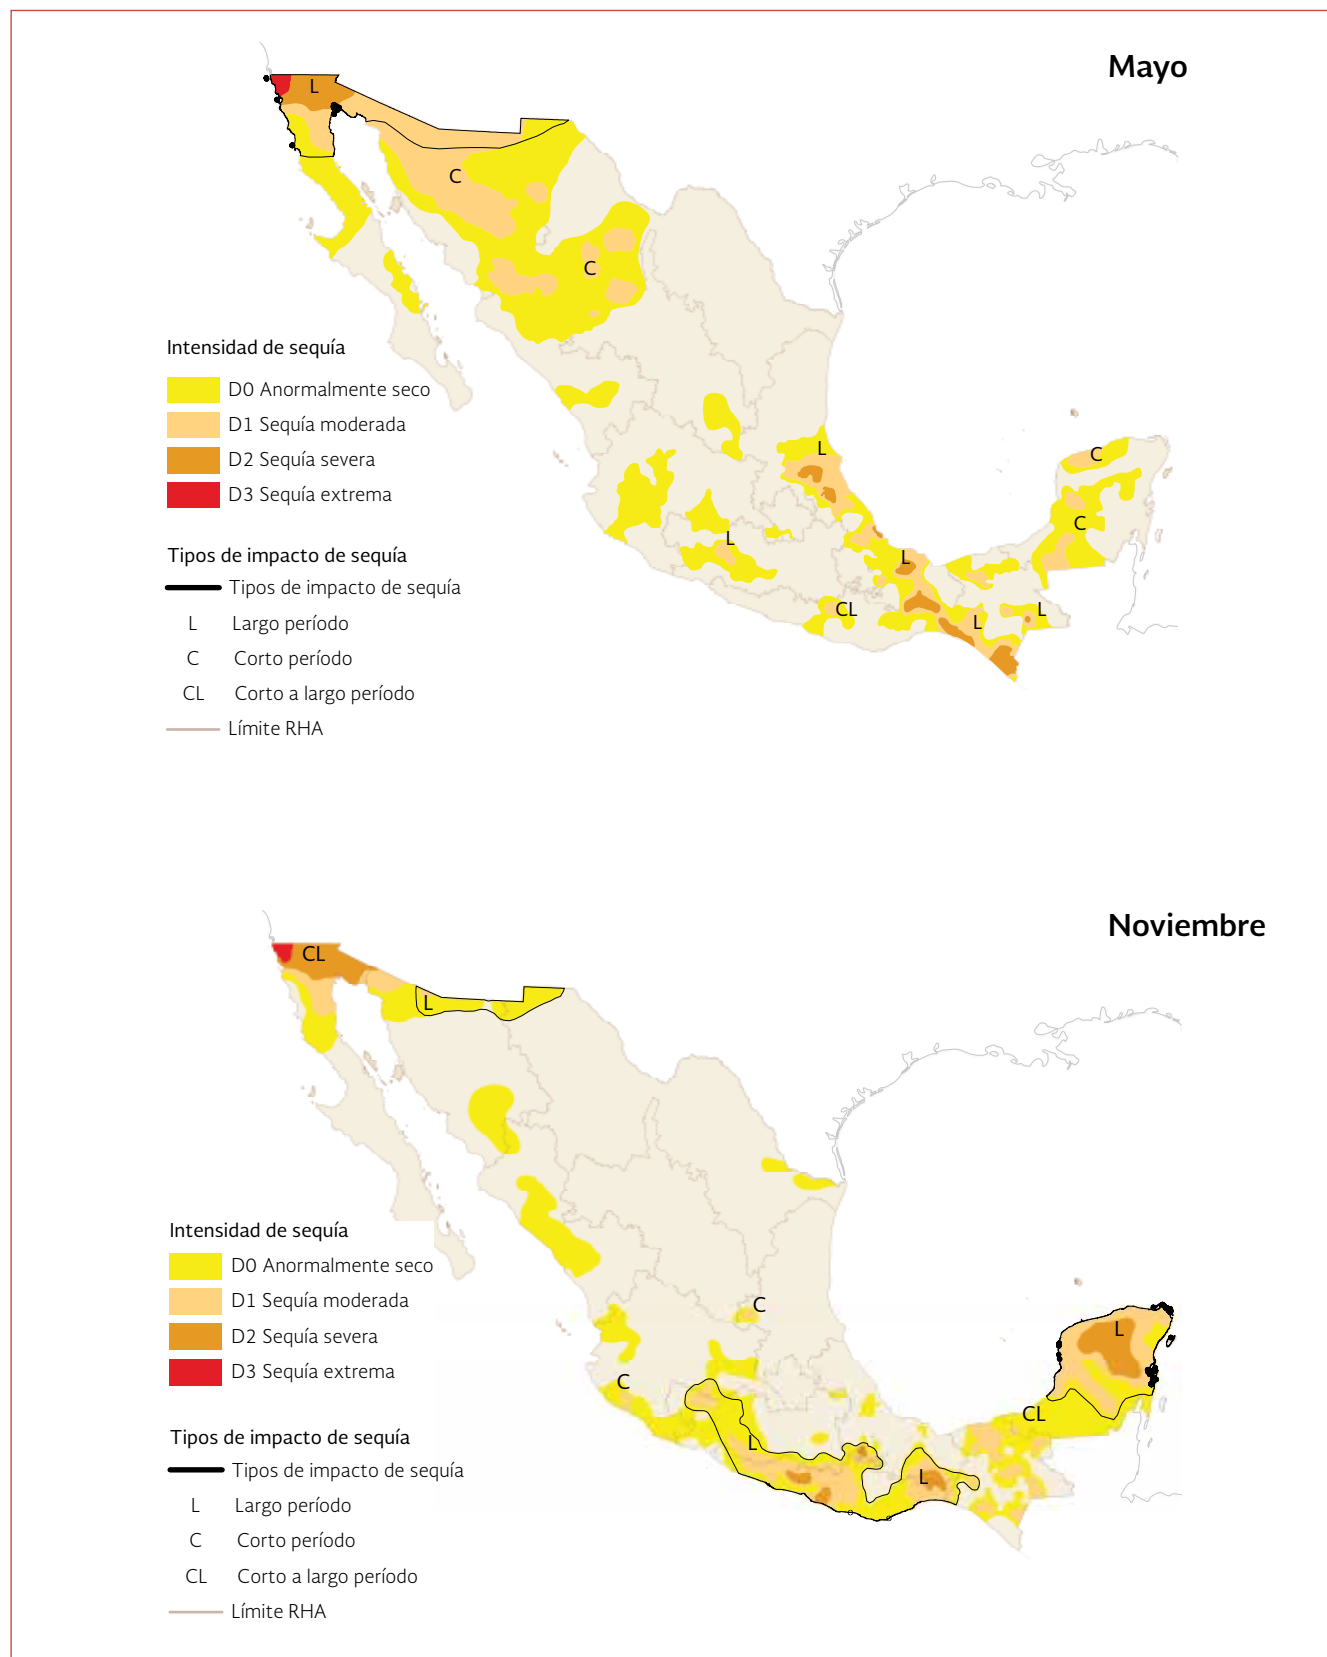 Mayo
L
C
C
Intensidad de sequía
D0 Anormalmente seco
D1 Sequía moderada
D2 Sequía severa
D3 Sequía extrema
L
C
C
L
L
CL
L
L
Tipos de impacto de sequía
Tipos de impacto de sequía
L Largo período
C Corto período
CL Corto a largo período
Límite RHA
Noviembre
CL
L
Intensidad de sequía
D0 Anormalmente seco
D1 Sequía moderada
D2 Sequía severa
D3 Sequía extrema
C
L
C
CL
L
L
Tipos de impacto de sequía
Tipos de impacto de sequía
L Largo período
C Corto período
CL Corto a largo período
Límite RHA